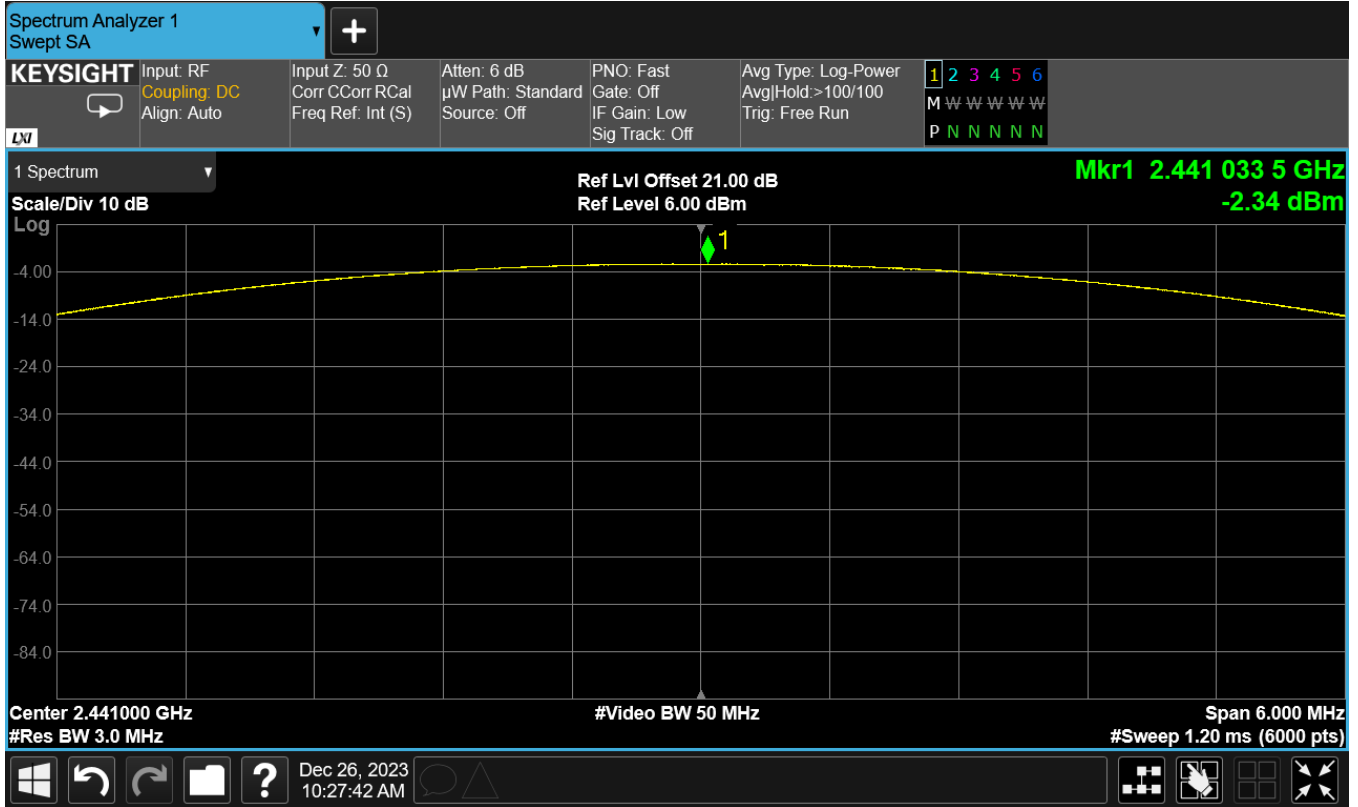 Spectrum Analyzer 1
Swept SA
KEYSIGHT
LXI
Input: RF
Coupling: DC
Align: Auto
Input Z: 50 Ω
Corr CCorr RCal
Freq Ref: Int (S)
Atten: 6 dB
µW Path: Standard
Source: Off
PNO: Fast
Gate: Off
IF Gain: Low
Sig Track: Off
Avg Type: Log-Power
Avg|Hold:>100/100
Trig: Free Run
1 2 3 4 5 6
M W W W W W
P N N N N N
1 Spectrum
Scale/Div 10 dB
Log
Ref Lvl Offset 21.00 dB
Ref Level 6.00 dBm
Mkr1 2.441 033 5 GHz
-2.34 dBm
1
-4.00
-14.0
-24.0
-34.0
-44.0
-54.0
-64.0
-74.0
-84.0
Center 2.441000 GHz
#Res BW 3.0 MHz
#Video BW 50 MHz
Span 6.000 MHz
#Sweep 1.20 ms (6000 pts)
?
Dec 26, 2023
10:27:42 AM